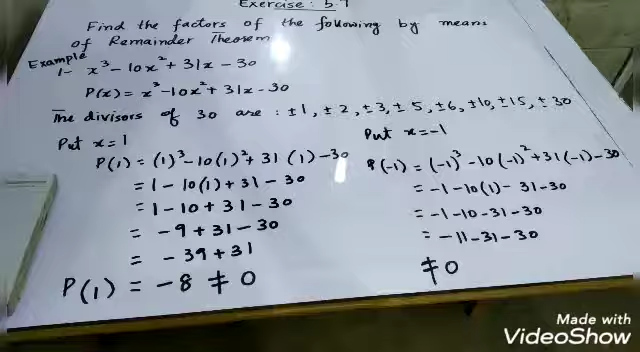 Exercise : 5.1
Find the factors of the following by means
of Remainder Theorem
Example
1- x³ - 10x² + 31x - 30
P(x) = x³ - 10x² + 31x - 30
The divisors of 30 are : ±1, ±2, ±3, ±5, ±6, ±10, ±15, ±30
Put x = 1
P(1) = (1)³ - 10(1)² + 31 (1) - 30
= 1 - 10(1) + 31 - 30
= 1 - 10 + 31 - 30
= - 9 + 31 - 30
= - 39 + 31
P(1) = -8 ≠ 0
Put x = -1
P(-1) = (-1)³ - 10(-1)² + 31(-1) - 30
= -1 - 10(1) - 31 - 30
= -1 - 10 - 31 - 30
= -11 - 31 - 30
≠ 0
Made with
VideoShow